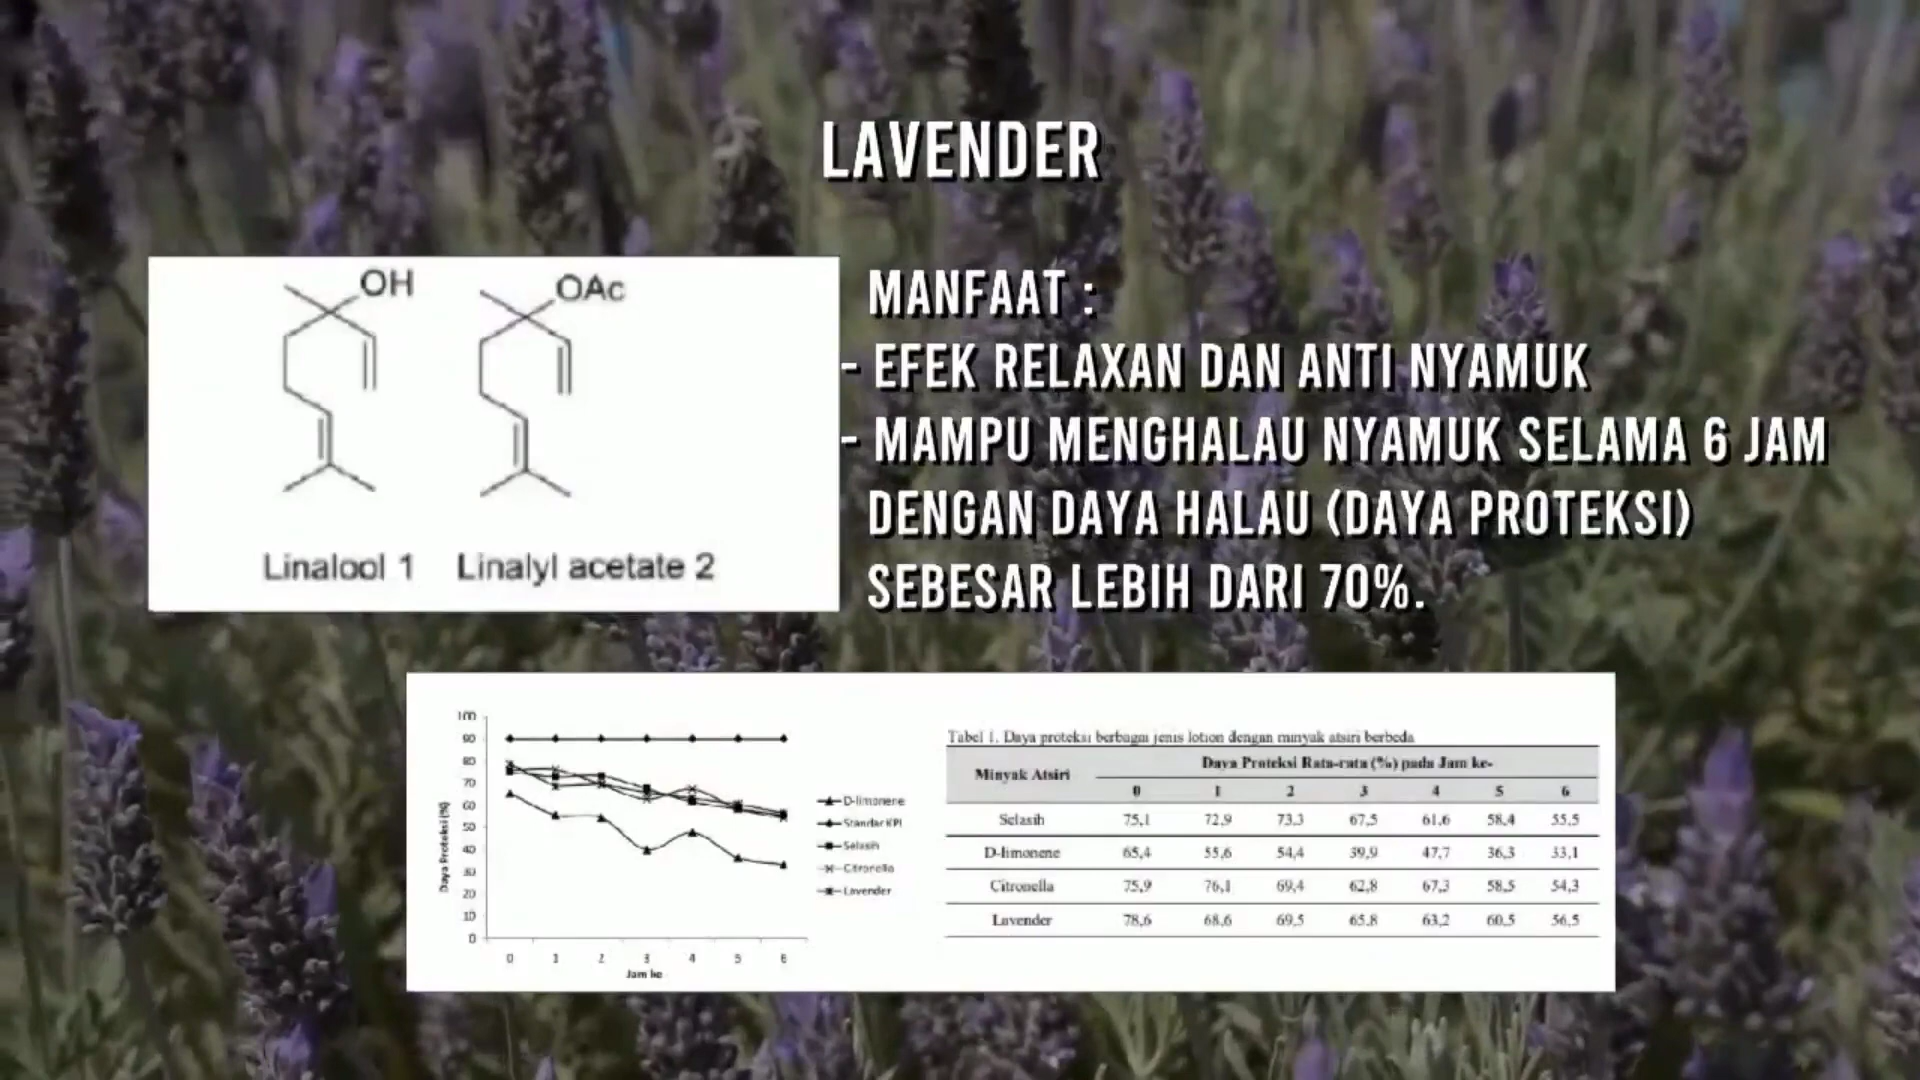 LAVENDER
OH
OAc
Linalool 1
Linalyl acetate 2
MANFAAT :
- EFEK RELAXAN DAN ANTI NYAMUK
- MAMPU MENGHALAU NYAMUK SELAMA 6 JAM
DENGAN DAYA HALAU (DAYA PROTEKSI)
SEBESAR LEBIH DARI 70%.
100
90
80
70
60
50
40
30
20
10
0
Daya Proteksi (%)
0 1 2 3 4 5 6
Jam ke
D-limonene
Standar KPI
Selasih
Citronella
Lavender
Tabel 1. Daya proteksi berbagai jenis lotion dengan minyak atsiri berbeda
Minyak Atsiri
Daya Proteksi Rata-rata (%) pada Jam ke-
0 1 2 3 4 5 6
Selasih 75,1 72,9 73,3 67,5 61,6 58,4 55,5
D-limonene 65,4 55,6 54,4 39,9 47,7 36,3 33,1
Citronella 75,9 76,1 69,4 62,8 67,3 58,5 54,3
Lavender 78,6 68,6 69,5 65,8 63,2 60,5 56,5